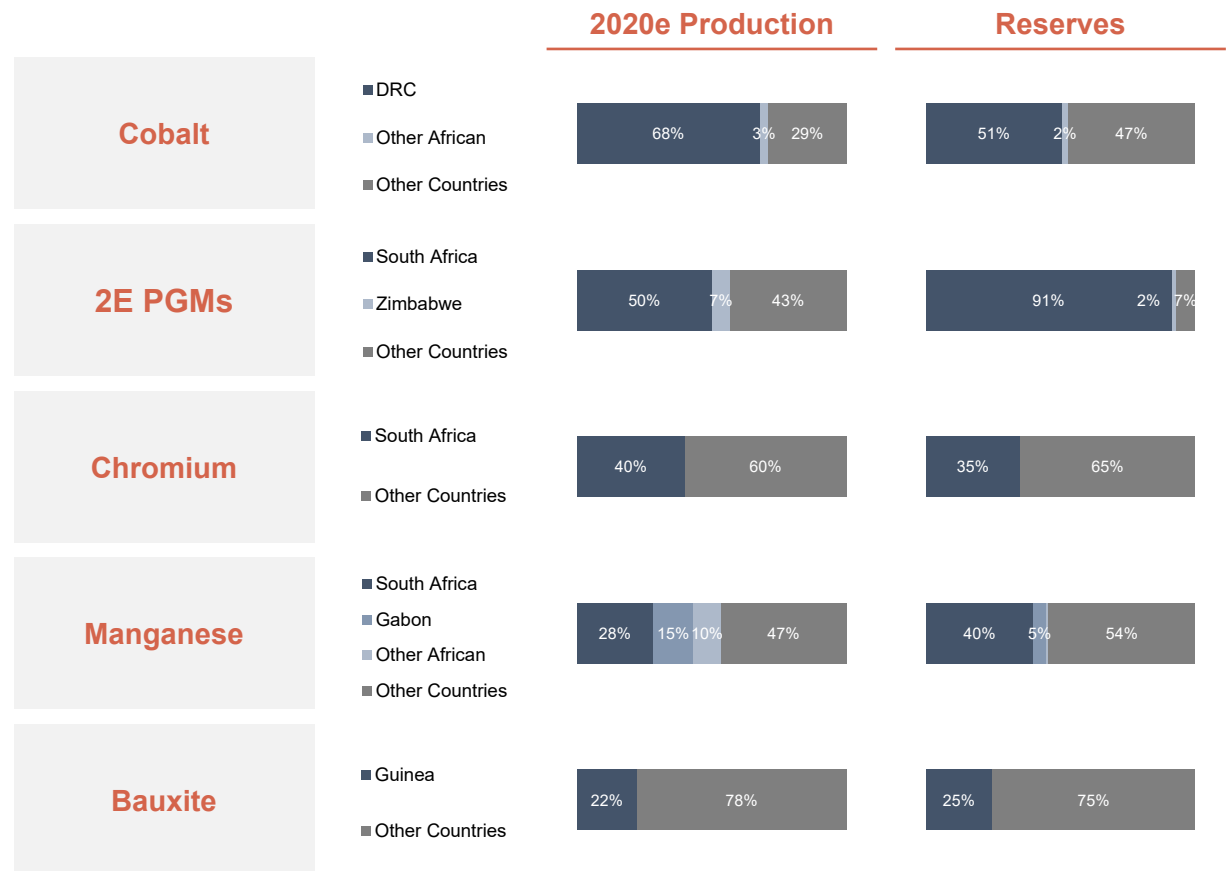 2020e Production
Reserves
Cobalt
DRC
Other African
Other Countries
68%
3%
29%
51%
2%
47%
2E PGMs
South Africa
Zimbabwe
Other Countries
50%
7%
43%
91%
2%
7%
Chromium
South Africa
Other Countries
40%
60%
35%
65%
Manganese
South Africa
Gabon
Other African
Other Countries
28%
15%
10%
47%
40%
5%
54%
Bauxite
Guinea
Other Countries
22%
78%
25%
75%